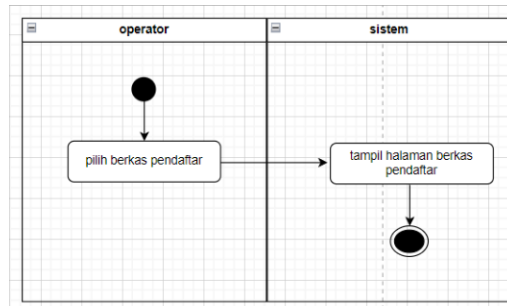 operator
sistem
pilih berkas pendaftar
tampil halaman berkas
pendaftar